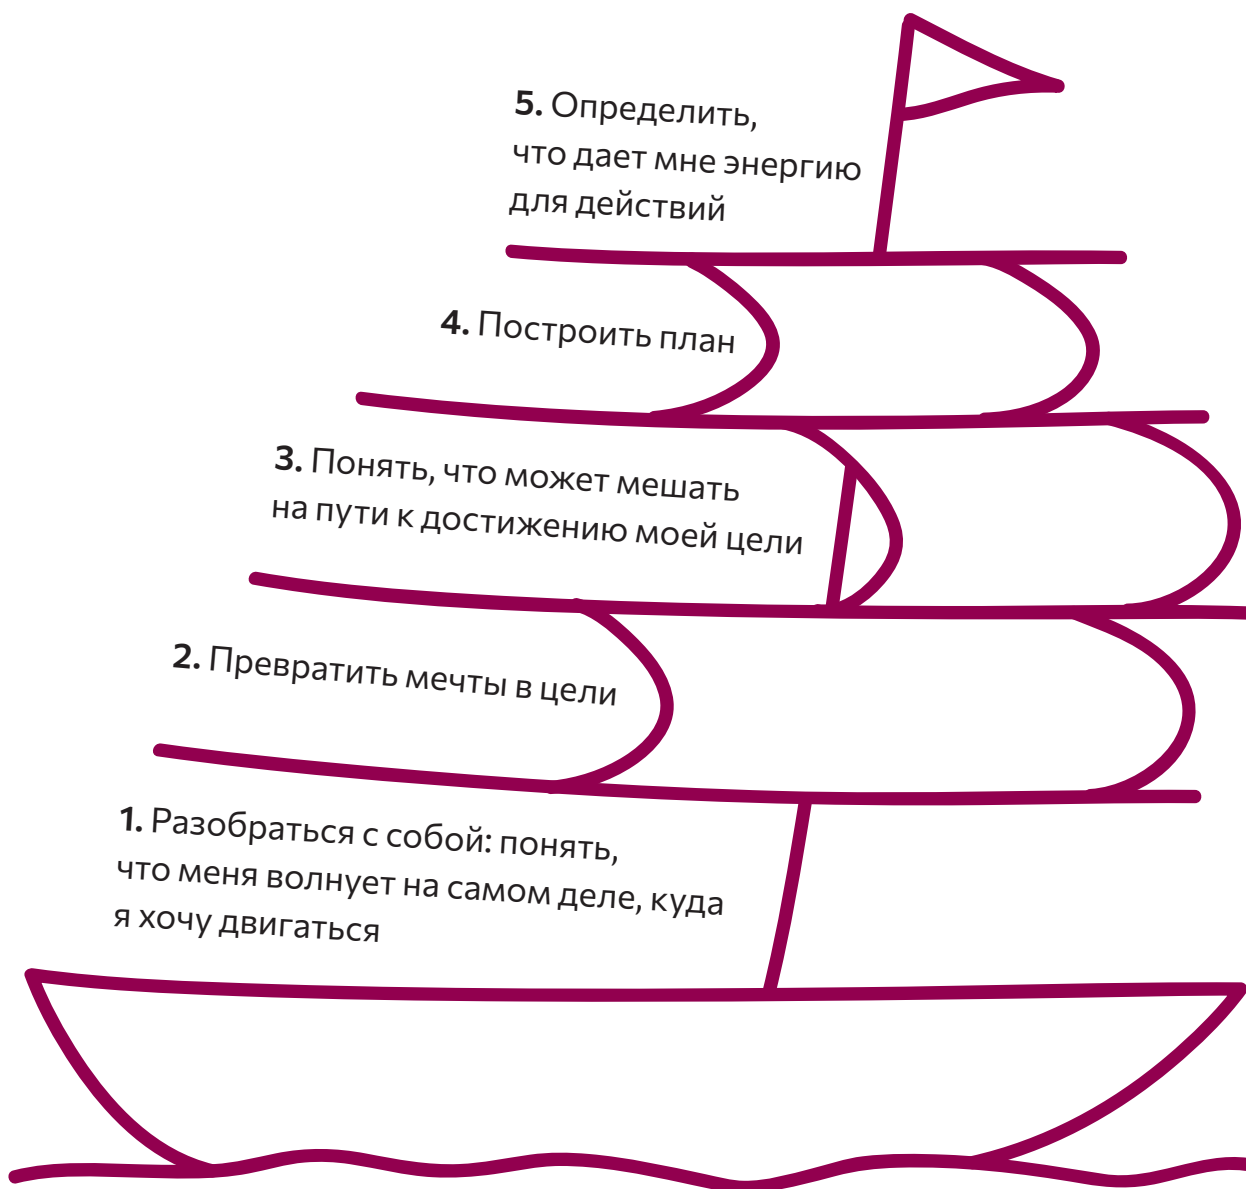 5. Определить,
что дает мне энергию
для действий
4. Построить план
3. Понять, что может мешать
на пути к достижению моей цели
2. Превратить мечты в цели
1. Разобраться с собой: понять,
что меня волнует на самом деле, куда
я хочу двигаться